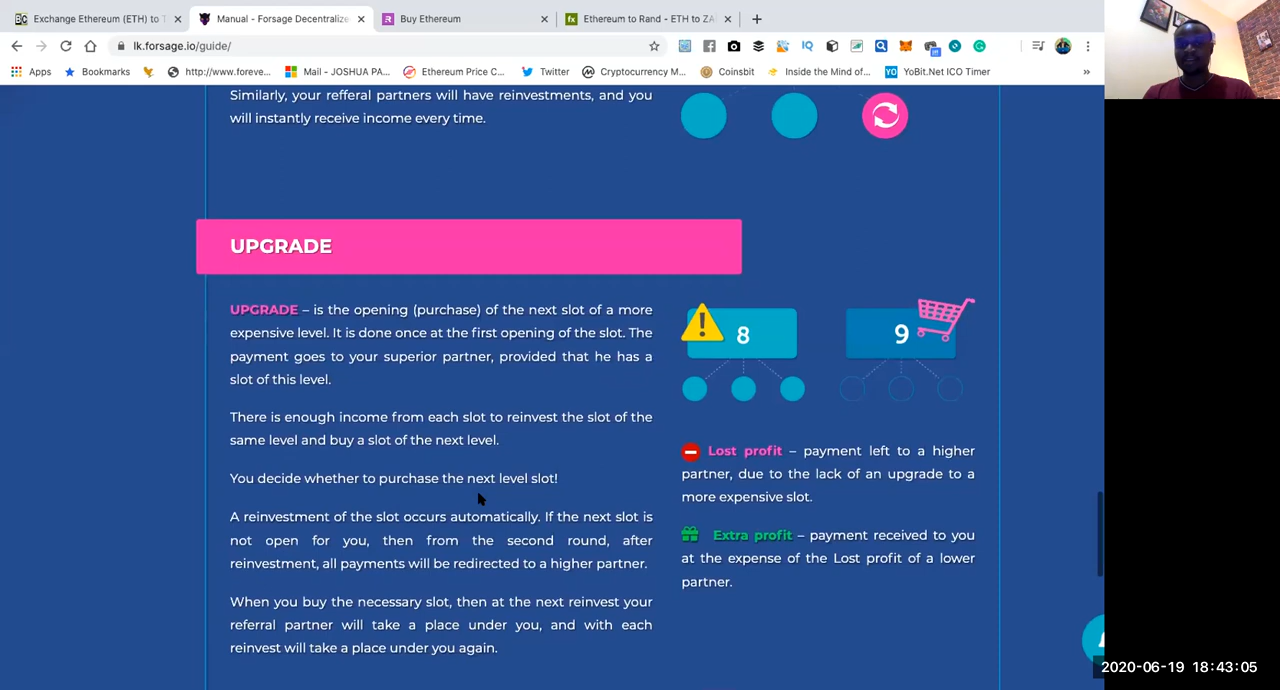 Exchange Ethereum (ETH) to T
Manual - Forsage Decentralize
Buy Ethereum
Ethereum to Rand - ETH to ZA
lk.forsage.io/guide/
Apps
Bookmarks
http://www.foreve...
Mail - JOSHUA PA...
Ethereum Price C...
Twitter
Cryptocurrency M...
Coinsbit
Inside the Mind of...
YoBit.Net ICO Timer
Similarly, your refferal partners will have reinvestments, and you
will instantly receive income every time.
UPGRADE
UPGRADE – is the opening (purchase) of the next slot of a more
expensive level. It is done once at the first opening of the slot. The
payment goes to your superior partner, provided that he has a
slot of this level.
There is enough income from each slot to reinvest the slot of the
same level and buy a slot of the next level.
You decide whether to purchase the next level slot!
A reinvestment of the slot occurs automatically. If the next slot is
not open for you, then from the second round, after
reinvestment, all payments will be redirected to a higher partner.
When you buy the necessary slot, then at the next reinvest your
referral partner will take a place under you, and with each
reinvest will take a place under you again.
8
9
Lost profit – payment left to a higher
partner, due to the lack of an upgrade to a
more expensive slot.
Extra profit – payment received to you
at the expense of the Lost profit of a lower
partner.
2020-06-19 18:43:05